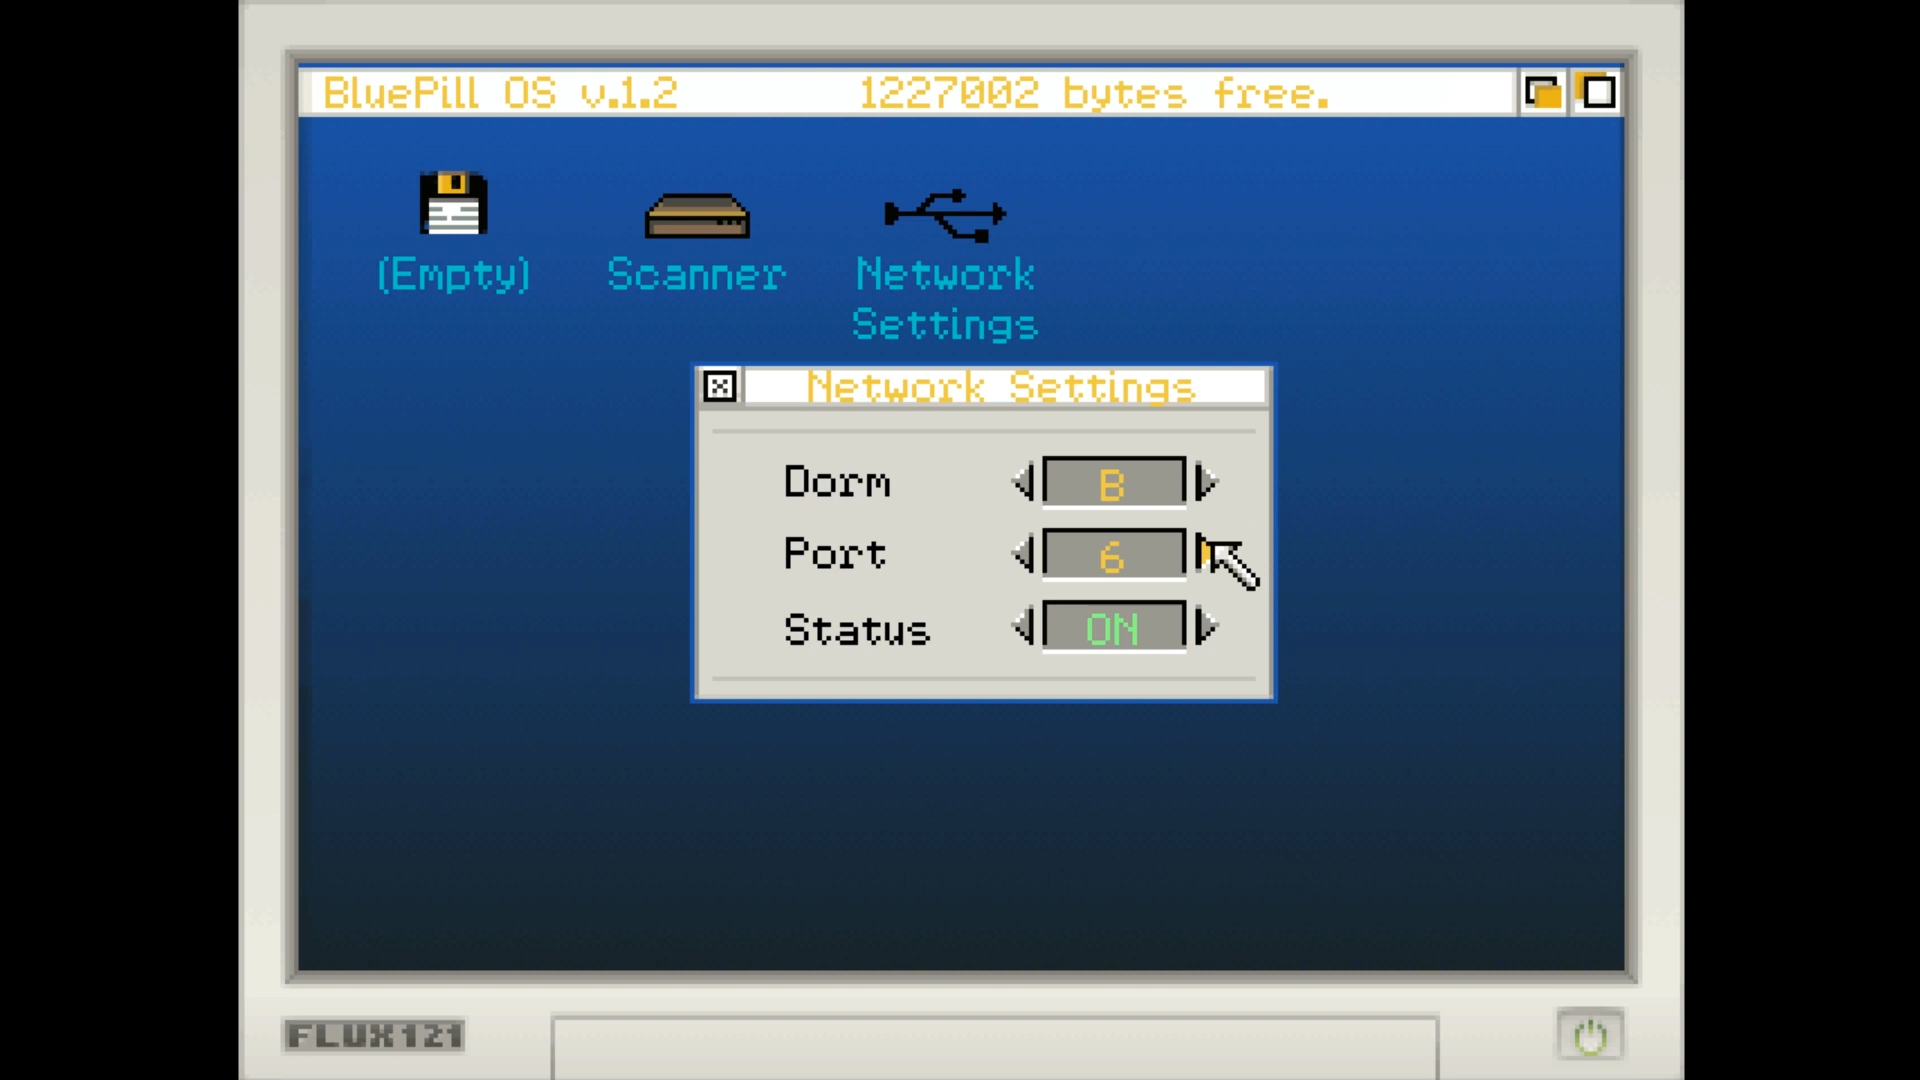 BluePill OS v.1.2 1227002 bytes free.
(Empty) Scanner Network
Settings
Network Settings
Dorm B
Port 6
Status ON
FLUX121